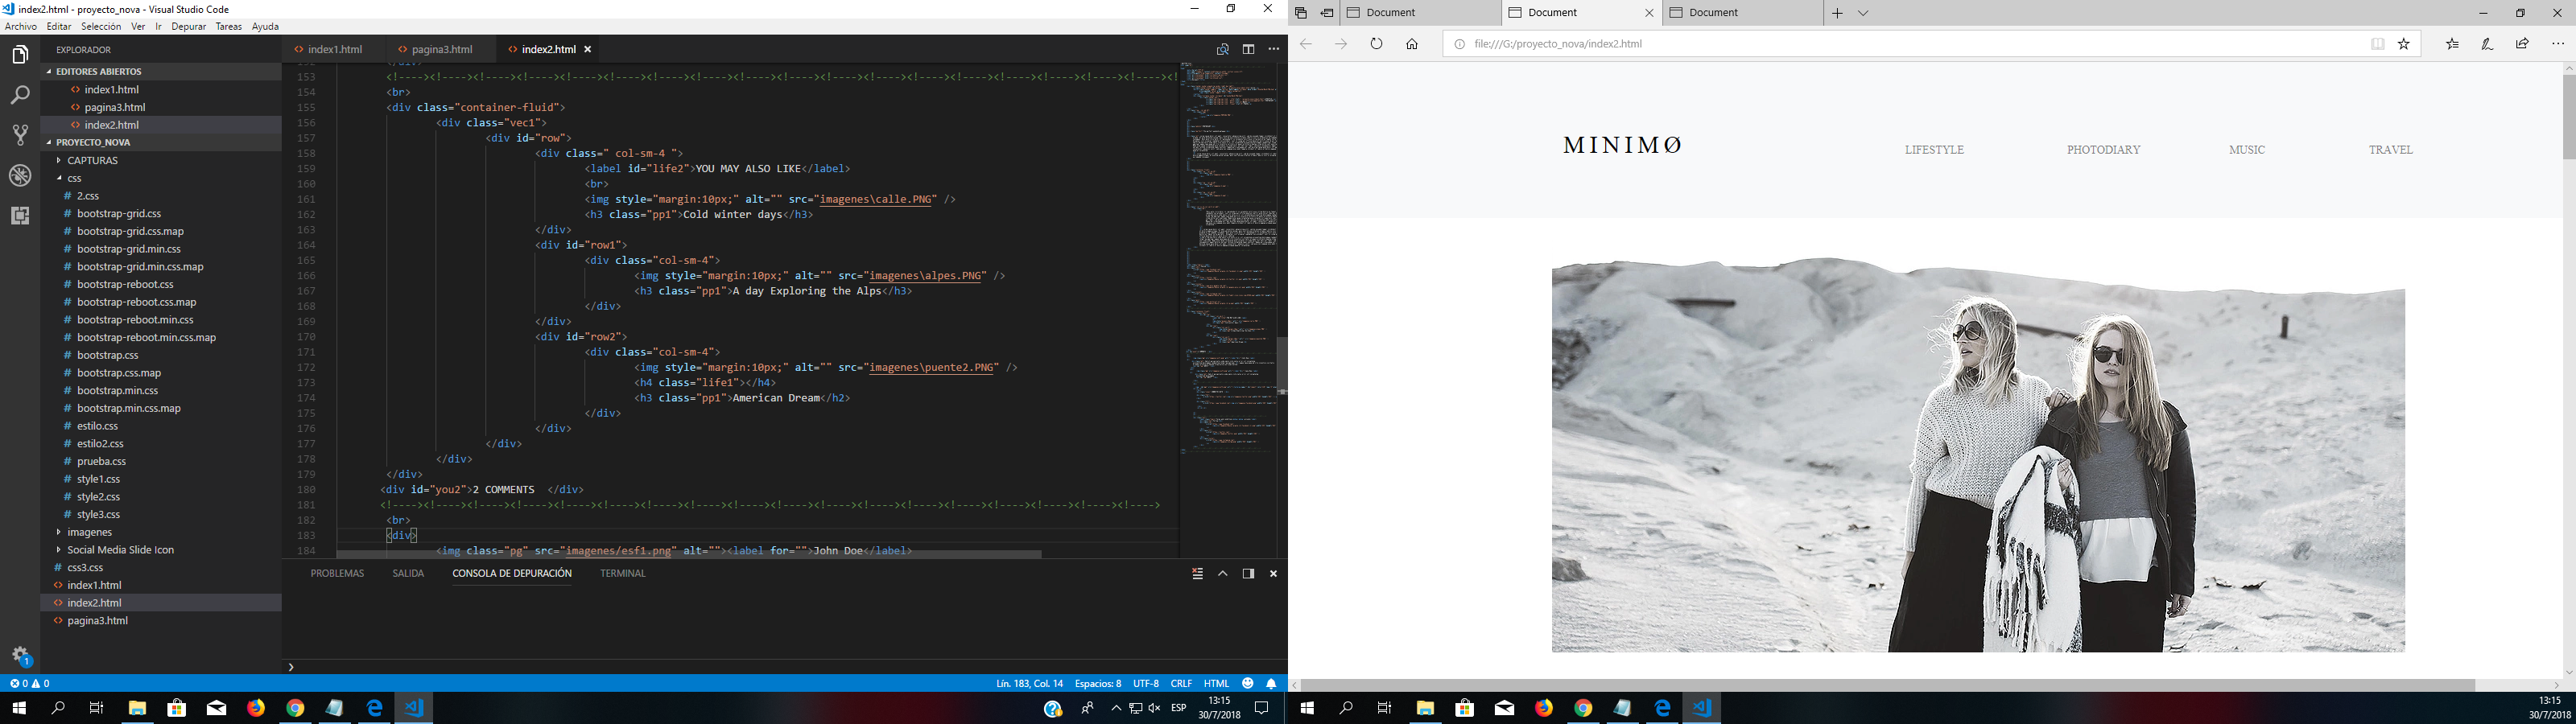 index2.html - proyecto_nova - Visual Studio Code
Archivo Editar Selección Ver Ir Depurar Tareas Ayuda
EXPLORADOR
EDITORES ABIERTOS
index1.html
pagina3.html
index2.html
PROYECTO_NOVA
CAPTURAS
css
2.css
bootstrap-grid.css
bootstrap-grid.css.map
bootstrap-grid.min.css
bootstrap-grid.min.css.map
bootstrap-reboot.css
bootstrap-reboot.css.map
bootstrap-reboot.min.css
bootstrap-reboot.min.css.map
bootstrap.css
bootstrap.css.map
bootstrap.min.css
bootstrap.min.css.map
estilo.css
estilo2.css
prueba.css
style1.css
style2.css
style3.css
imagenes
Social Media Slide Icon
css3.css
index1.html
index2.html
pagina3.html
1
index1.html pagina3.html index2.html
153 <!----><!----><!----><!----><!----><!----><!----><!----><!----><!----><!----><!----><!----><!----><!----><!----><!
154 <br>
155 <div class="container-fluid">
156 <div class="vec1">
157 <div id="row">
158 <div class=" col-sm-4 ">
159 <label id="life2">YOU MAY ALSO LIKE</label>
160 <br>
161 <img style="margin:10px;" alt="" src="imagenes\calle.PNG" />
162 <h3 class="pp1">Cold winter days</h3>
163 </div>
164 <div id="row1">
165 <div class="col-sm-4">
166 <img style="margin:10px;" alt="" src="imagenes\alpes.PNG" />
167 <h3 class="pp1">A day Exploring the Alps</h3>
168 </div>
169 </div>
170 <div id="row2">
171 <div class="col-sm-4">
172 <img style="margin:10px;" alt="" src="imagenes\puente2.PNG" />
173 <h4 class="life1"></h4>
174 <h3 class="pp1">American Dream</h2>
175 </div>
176 </div>
177 </div>
178 </div>
179 </div>
180 <div id="you2">2 COMMENTS </div>
181 <!----><!----><!----><!----><!----><!----><!----><!----><!----><!----><!----><!----><!----><!----><!----><!----><!----><!---->
182 <br>
183 <div>
184 <img class="pg" src="imagenes/esf1.png" alt=""><label for="">John Doe</label>
PROBLEMAS SALIDA CONSOLA DE DEPURACIÓN TERMINAL
0 0
Lín. 183, Col. 14 Espacios: 8 UTF-8 CRLF HTML
ESP
13:15
30/7/2018
Document Document Document
file:///G:/proyecto_nova/index2.html
MINIMØ
LIFESTYLE PHOTODIARY MUSIC TRAVEL
13:15
30/7/2018